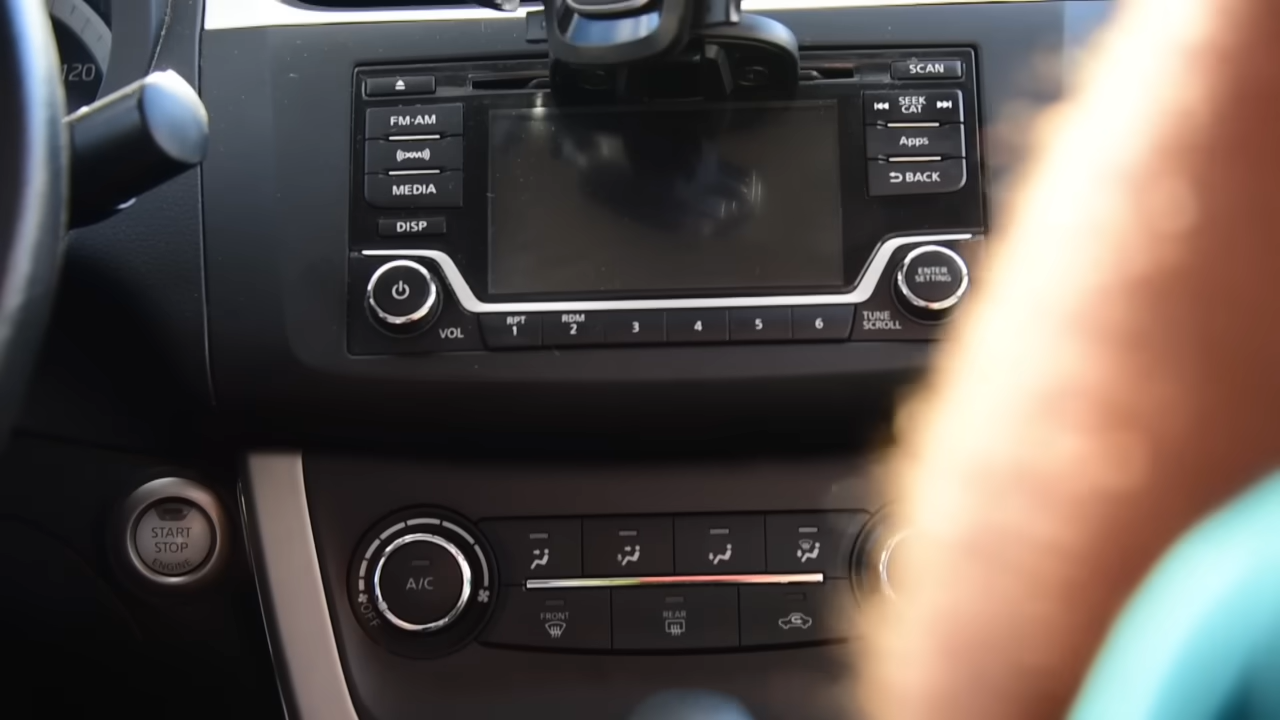 120
SCAN
FM·AM
SEEK
CAT
((XM))
Apps
MEDIA
BACK
DISP
ENTER
SETTING
VOL
RPT
1
RDM
2
3
4
5
6
TUNE
SCROLL
START
STOP
ENGINE
A/C
OFF
FRONT
REAR